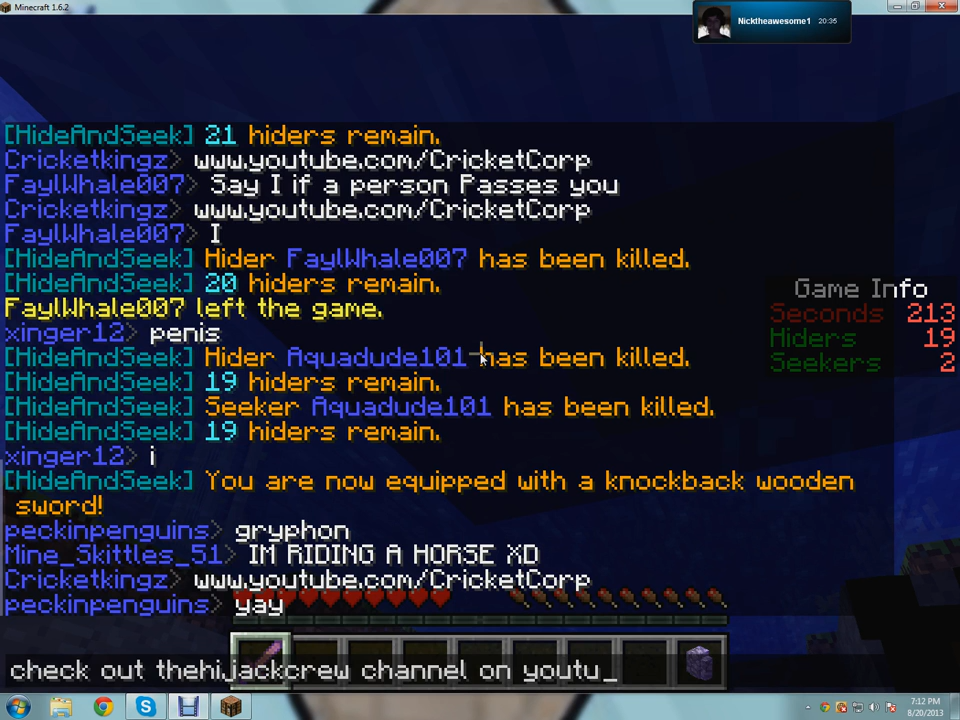 Minecraft 1.6.2
Nicktheawesome1 20:35
[HideAndSeek] 21 hiders remain.
Cricketkingz> www.youtube.com/CricketCorp
FaylWhale007> Say I if a person Passes you
Cricketkingz> www.youtube.com/CricketCorp
FaylWhale007> I
[HideAndSeek] Hider FaylWhale007 has been killed.
[HideAndSeek] 20 hiders remain.
FaylWhale007 left the game.
xinger12> penis
[HideAndSeek] Hider Aquadude101 has been killed.
[HideAndSeek] 19 hiders remain.
[HideAndSeek] Seeker Aquadude101 has been killed.
[HideAndSeek] 19 hiders remain.
xinger12> i
[HideAndSeek] You are now equipped with a knockback wooden
sword!
peckinpenguins> gryphon
Mine_Skittles_51> IM RIDING A HORSE XD
Cricketkingz> www.youtube.com/CricketCorp
peckinpenguins> yay
Game Info
Seconds 213
Hiders 19
Seekers 2
check out thehijackcrew channel on youtu_
7:12 PM
8/20/2013